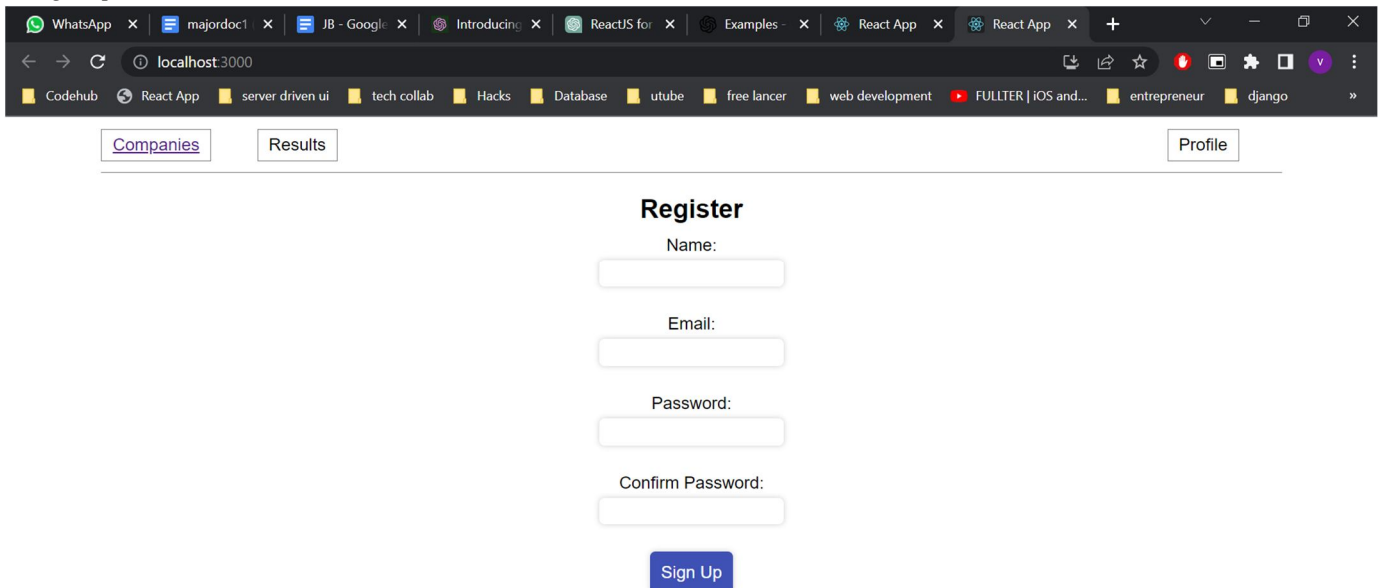 WhatsApp majordoc1 JB - Google Introducing ReactJS for Examples - React App React App
localhost:3000
Codehub React App server driven ui tech collab Hacks Database utube free lancer web development FULLTER | iOS and... entrepreneur django »
Companies Results Profile
Register
Name:
Email:
Password:
Confirm Password:
Sign Up